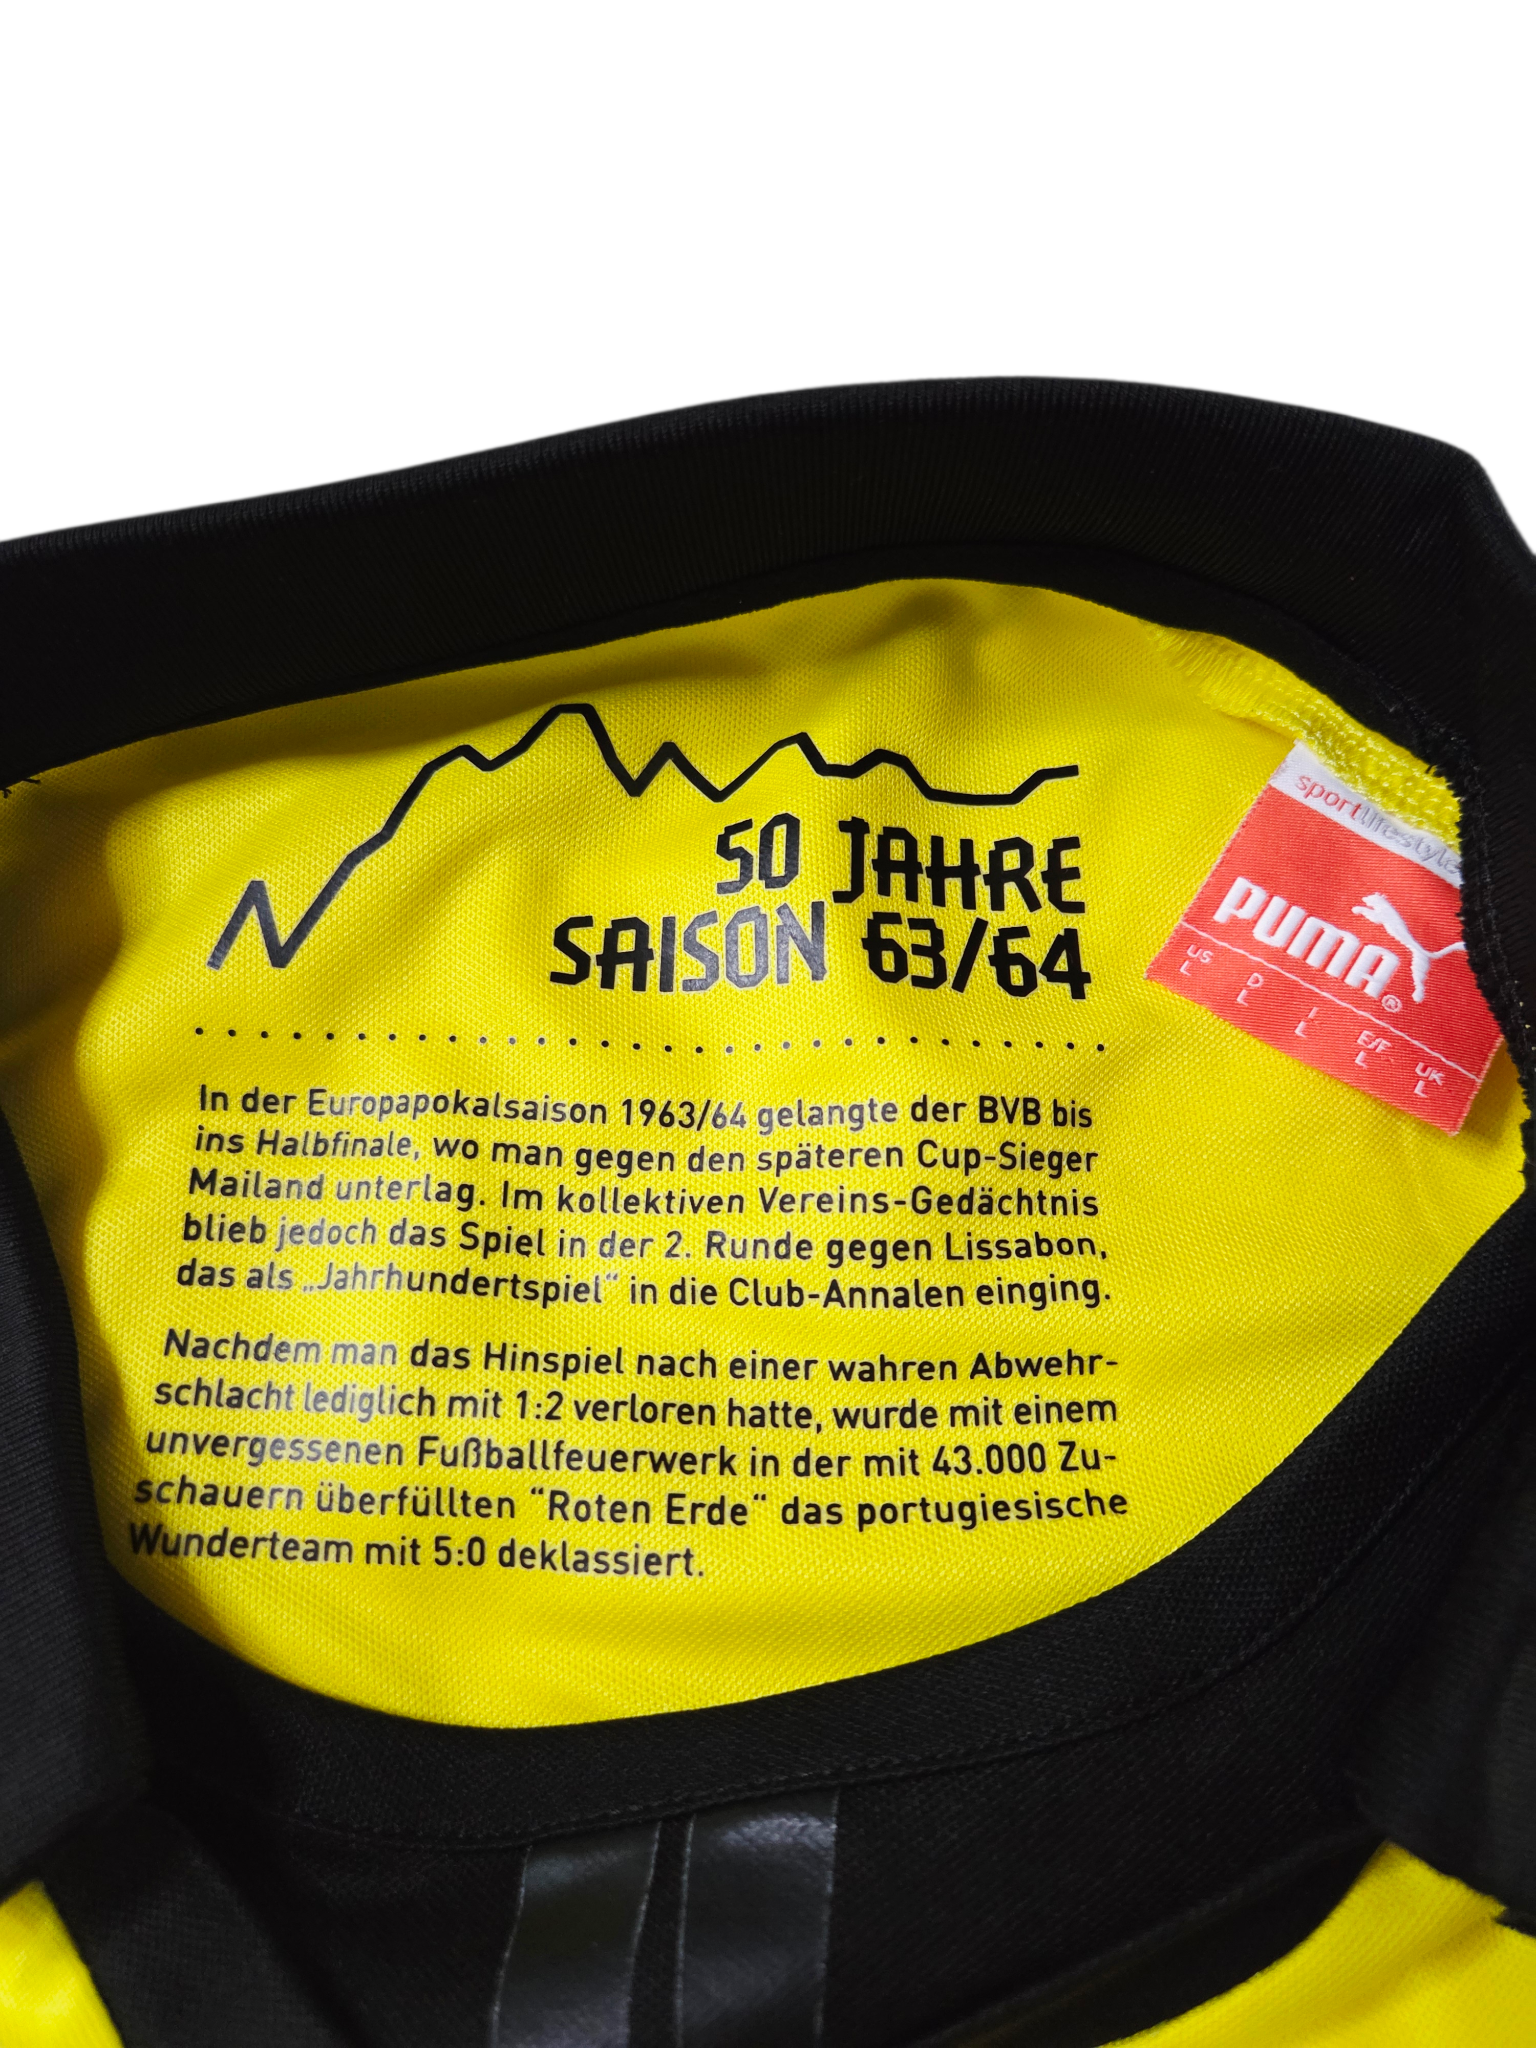 50 JAHRE
SAISON 63/64
In der Europapokalsaison 1963/64 gelangte der BVB bis
ins Halbfinale, wo man gegen den späteren Cup-Sieger
Mailand unterlag. Im kollektiven Vereins-Gedächtnis
blieb jedoch das Spiel in der 2. Runde gegen Lissabon,
das als „Jahrhundertspiel“ in die Club-Annalen einging.
Nachdem man das Hinspiel nach einer wahren Abwehr-
schlacht lediglich mit 1:2 verloren hatte, wurde mit einem
unvergessenen Fußballfeuerwerk in der mit 43.000 Zu-
schauern überfüllten “Roten Erde“ das portugiesische
Wunderteam mit 5:0 deklassiert.
sportlifestyle
PUMA®
US D I E/F UK
L L L L L